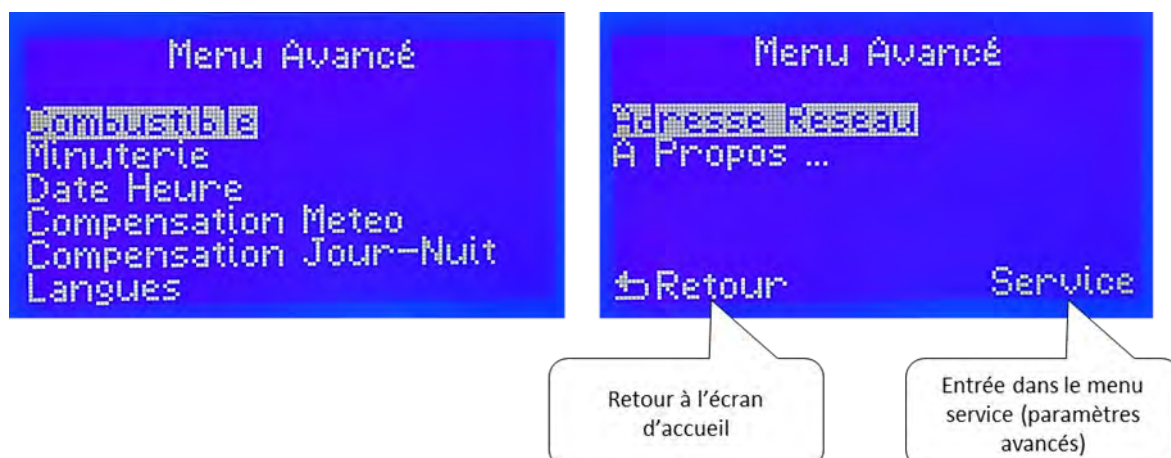 Menu Avancé
Combustible
Minuterie
Date Heure
Compensation Meteo
Compensation Jour-Nuit
Langues
Menu Avancé
Adresse Reseau
A Propos ...
Retour
Service
Retour à l'écran
d'accueil
Entrée dans le menu
service (paramètres
avancés)